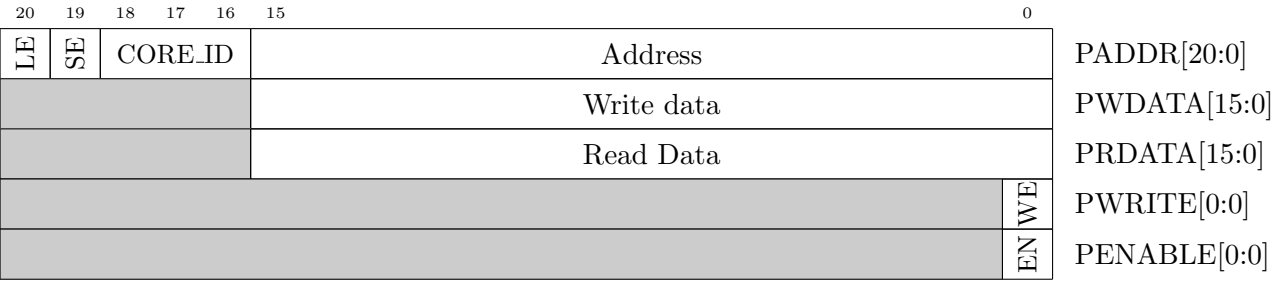 20 19 18 17 16 15 0
LE SE CORE_ID Address PADDR[20:0]
Write data PWDATA[15:0]
Read Data PRDATA[15:0]
WE PWRITE[0:0]
EN PENABLE[0:0]